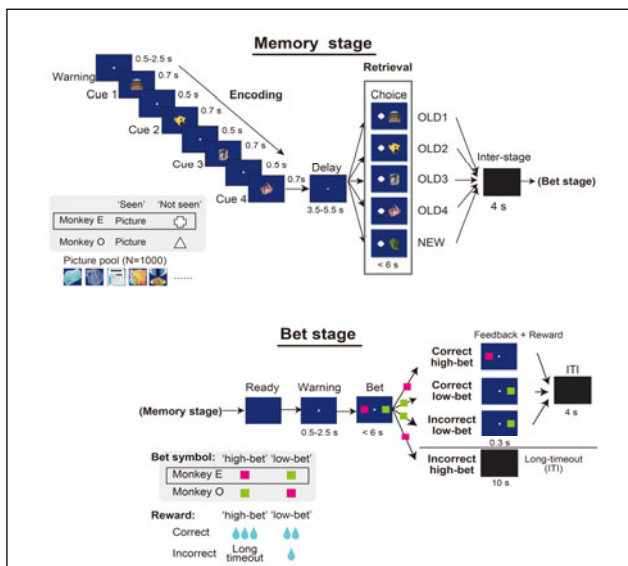 Memory stage
Warning
0.5-2.5 s
Cue 1
0.7 s
0.5 s
Encoding
Cue 2
0.7 s
0.5 s
Cue 3
0.7 s
0.5 s
Cue 4
0.7s
Delay
3.5-5.5 s
Retrieval
Choice
OLD1
OLD2
OLD3
OLD4
NEW
< 6 s
Inter-stage
4 s
(Bet stage)
'Seen' 'Not seen'
Monkey E Picture
Monkey O Picture
Picture pool (N=1000)
......
Bet stage
(Memory stage)
Ready
Warning
0.5-2.5 s
Bet
< 6 s
Feedback + Reward
Correct
high-bet
Correct
low-bet
Incorrect
low-bet
0.3 s
ITI
4 s
Incorrect
high-bet
10 s
Long-timeout
(ITI)
Bet symbol: 'high-bet' 'low-bet'
Monkey E
Monkey O
Reward: 'high-bet' 'low-bet'
Correct
Incorrect Long
timeout